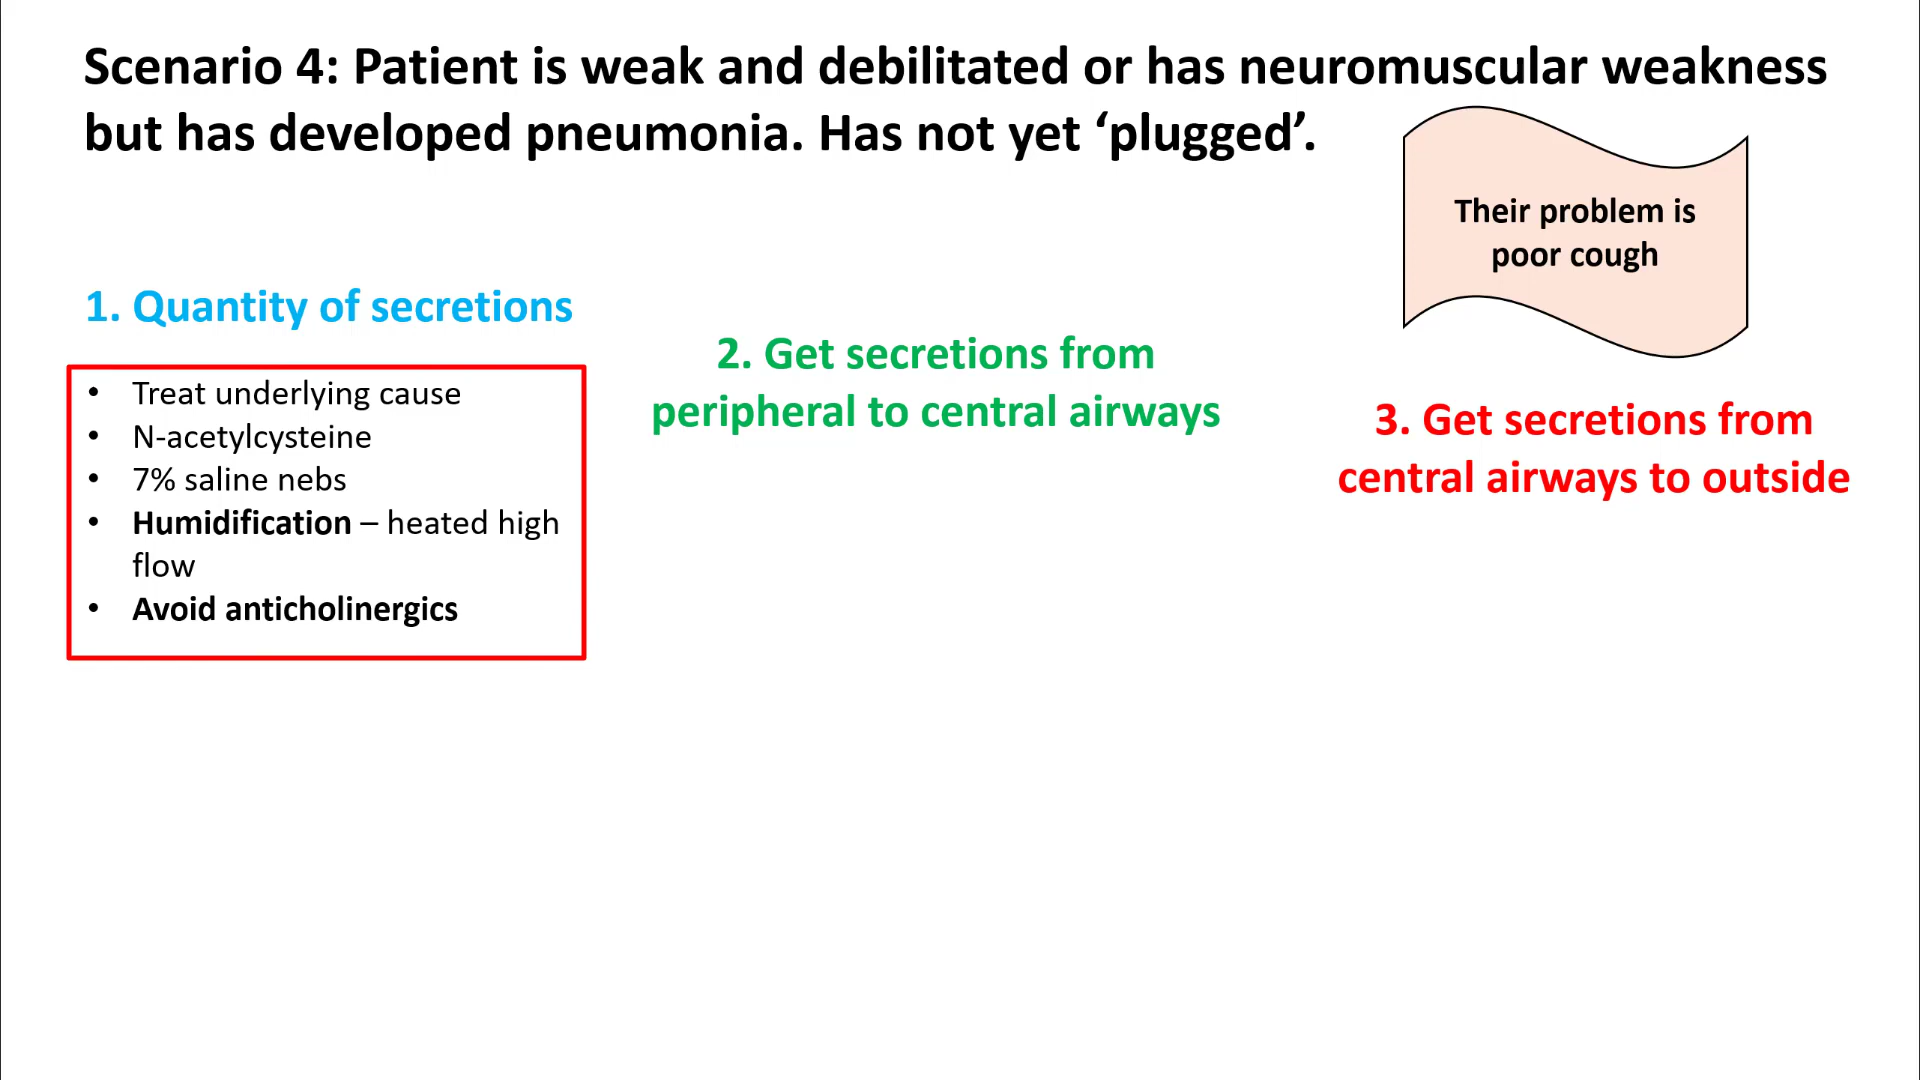 Scenario 4: Patient is weak and debilitated or has neuromuscular weakness
but has developed pneumonia. Has not yet ‘plugged’.
Their problem is
poor cough
1. Quantity of secretions
• Treat underlying cause
• N-acetylcysteine
• 7% saline nebs
• Humidification – heated high
flow
• Avoid anticholinergics
2. Get secretions from
peripheral to central airways
3. Get secretions from
central airways to outside